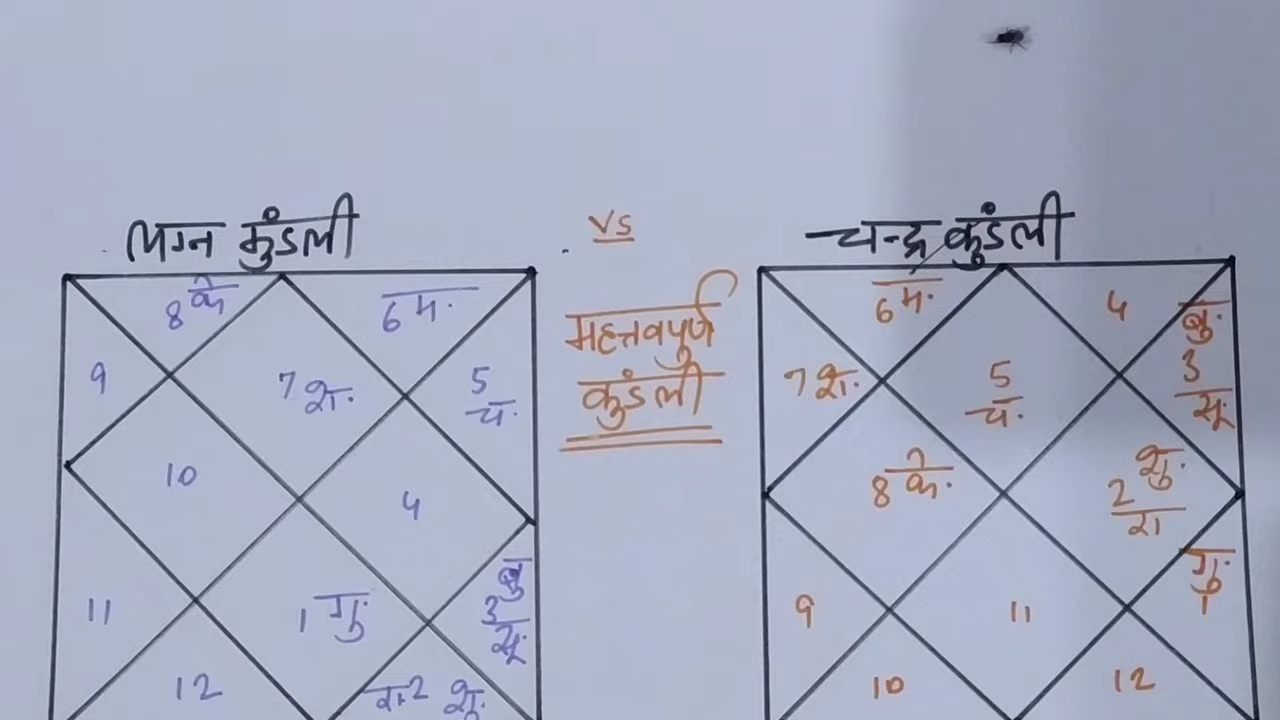 लग्न कुंडली
8 के
6 मं.
9
7 श.
5
चं.
10
4
11
1 गु.
बु
3
सू.
12
रा. 2 शु.
vs
महत्तवपुर्ण
कुंडली
चन्द्र कुंडली
6 मं.
4
बु.
3
सू.
7 श.
5
चं.
8 के.
2 शु.
रा
9
11
गु.
1
10
12